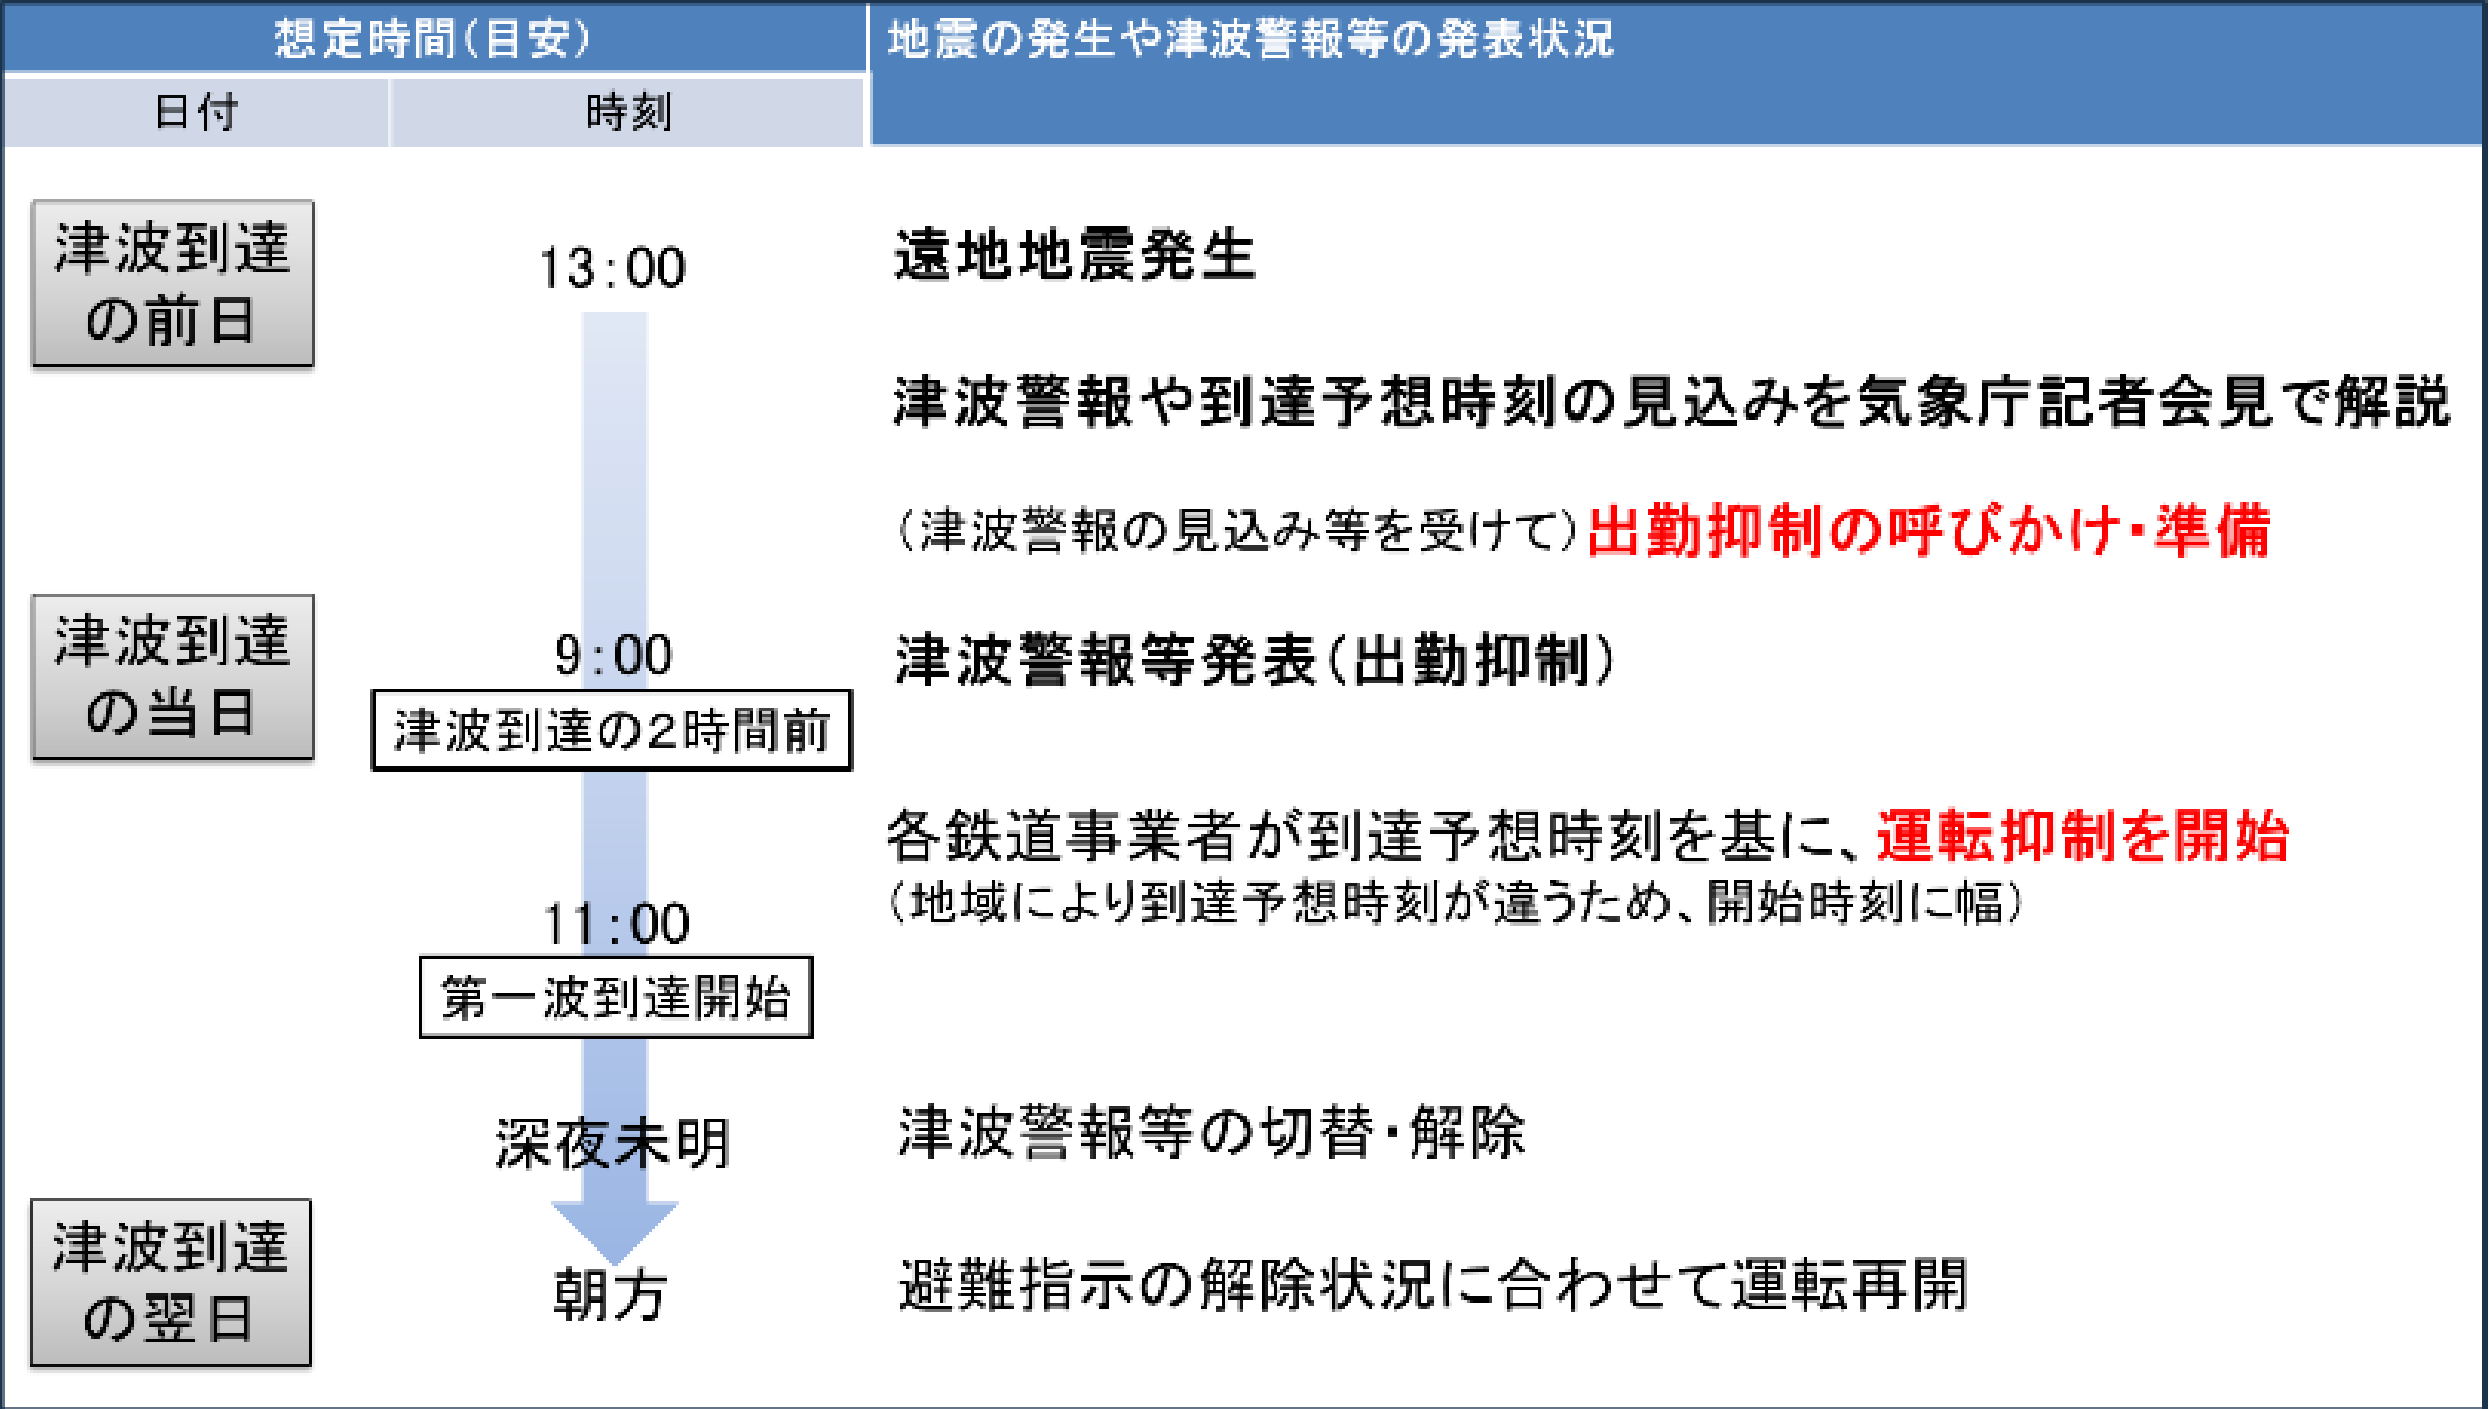 想定時間(目安)
地震の発生や津波警報等の発表状況
日付
時刻
津波到達
の前日
13:00
遠地地震発生
津波警報や到達予想時刻の見込みを気象庁記者会見で解説
(津波警報の見込み等を受けて)出勤抑制の呼びかけ・準備
津波到達
の当日
9:00
津波到達の2時間前
津波警報等発表(出勤抑制)
各鉄道事業者が到達予想時刻を基に、運転抑制を開始
(地域により到達予想時刻が違うため、開始時刻に幅)
11:00
第一波到達開始
深夜未明
津波警報等の切替・解除
津波到達
の翌日
朝方
避難指示の解除状況に合わせて運転再開